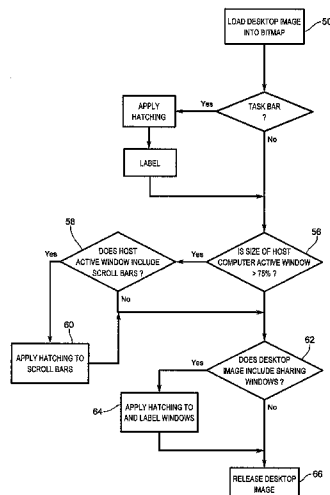 LOAD DESKTOP IMAGE
INTO BITMAP
50
TASK BAR
?
Yes
No
APPLY
HATCHING
LABEL
56
IS SIZE OF HOST
COMPUTER ACTIVE WINDOW
> 75% ?
Yes
No
58
DOES HOST
ACTIVE WINDOW INCLUDE
SCROLL BARS ?
Yes
No
60
APPLY HATCHING TO
SCROLL BARS
62
DOES DESKTOP
IMAGE INCLUDE SHARING
WINDOWS ?
Yes
No
64
APPLY HATCHING TO
AND LABEL WINDOWS
66
RELEASE DESKTOP
IMAGE